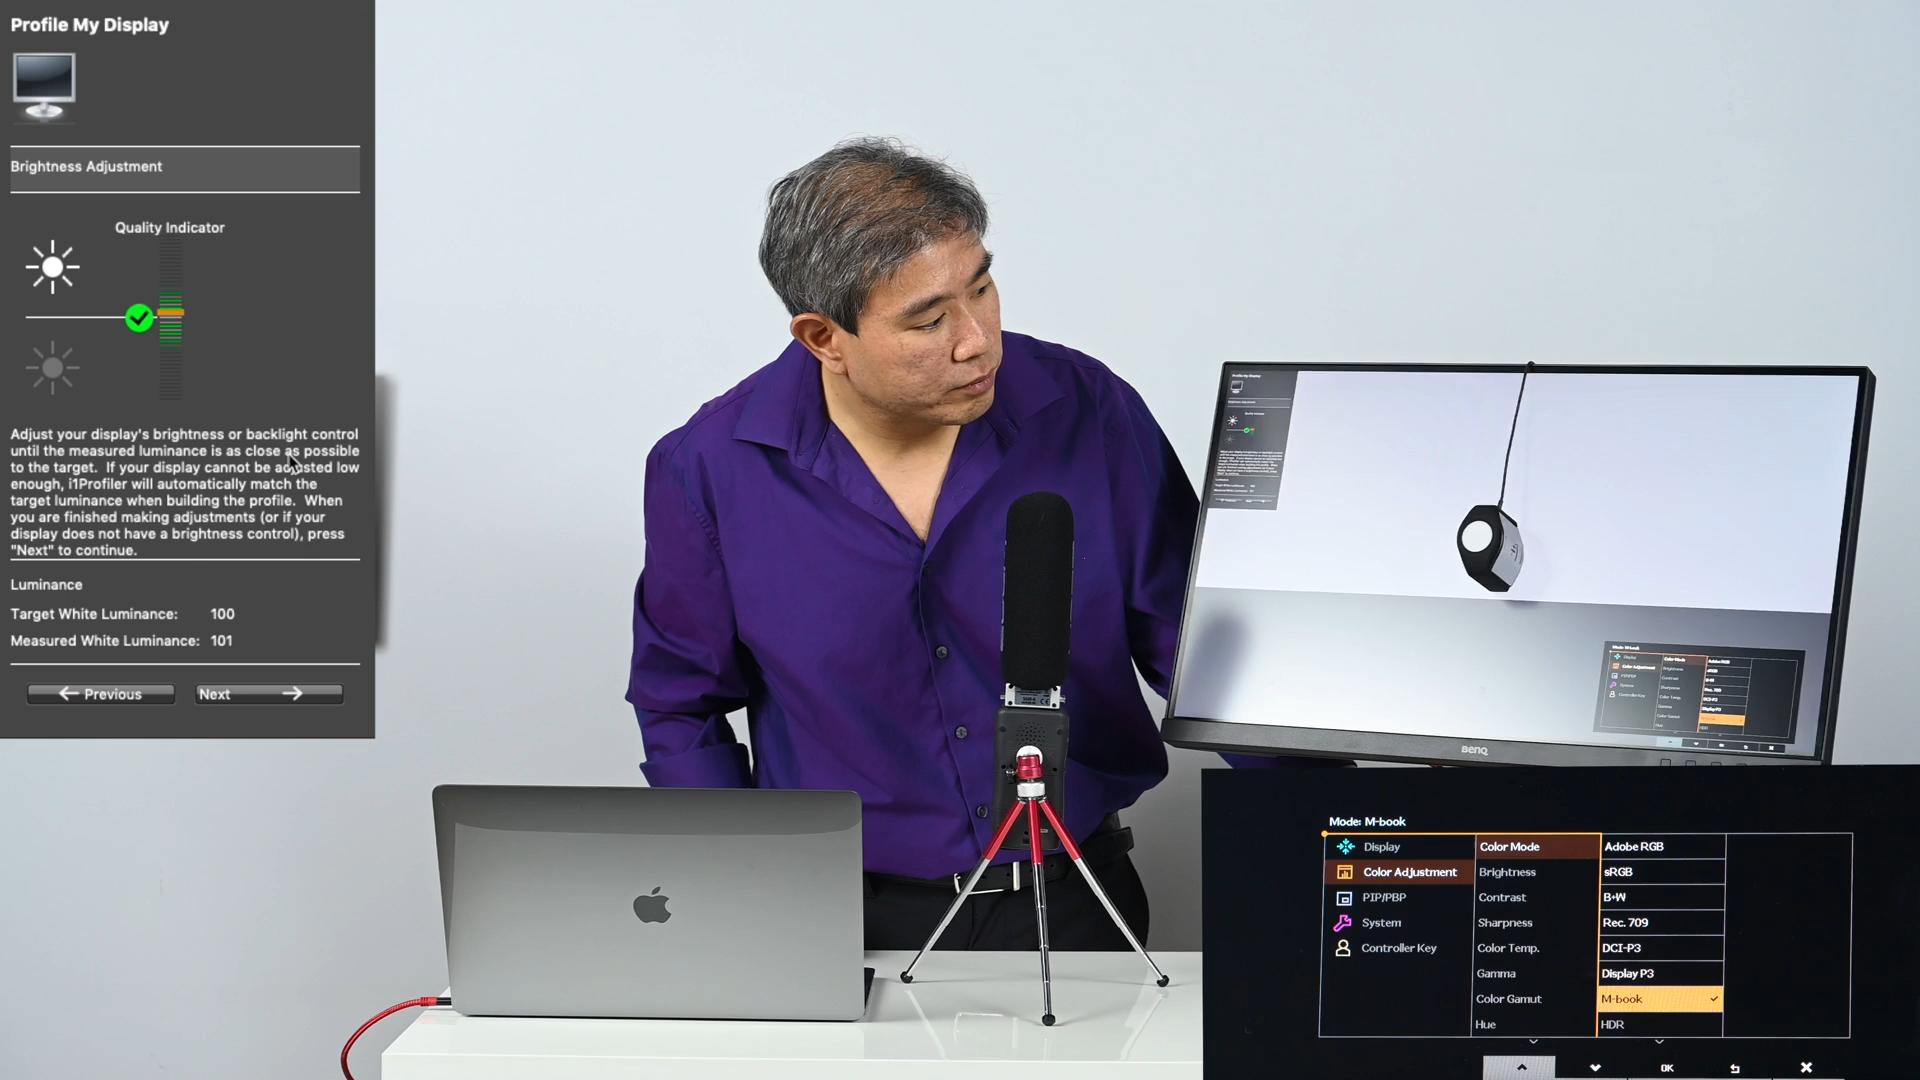 Profile My Display
Brightness Adjustment
Quality Indicator
Adjust your display's brightness or backlight control
until the measured luminance is as close as possible
to the target. If your display cannot be adjusted low
enough, i1Profiler will automatically match the
target luminance when building the profile. When
you are finished making adjustments (or if your
display does not have a brightness control), press
"Next" to continue.
Luminance
Target White Luminance: 100
Measured White Luminance: 101
Previous
Next
BenQ
Mode: M-book
Display
Color Adjustment
PIP/PBP
System
Controller Key
Color Mode
Brightness
Contrast
Sharpness
Color Temp.
Gamma
Color Gamut
Hue
Adobe RGB
sRGB
B+W
Rec. 709
DCI-P3
Display P3
M-book
HDR
OK